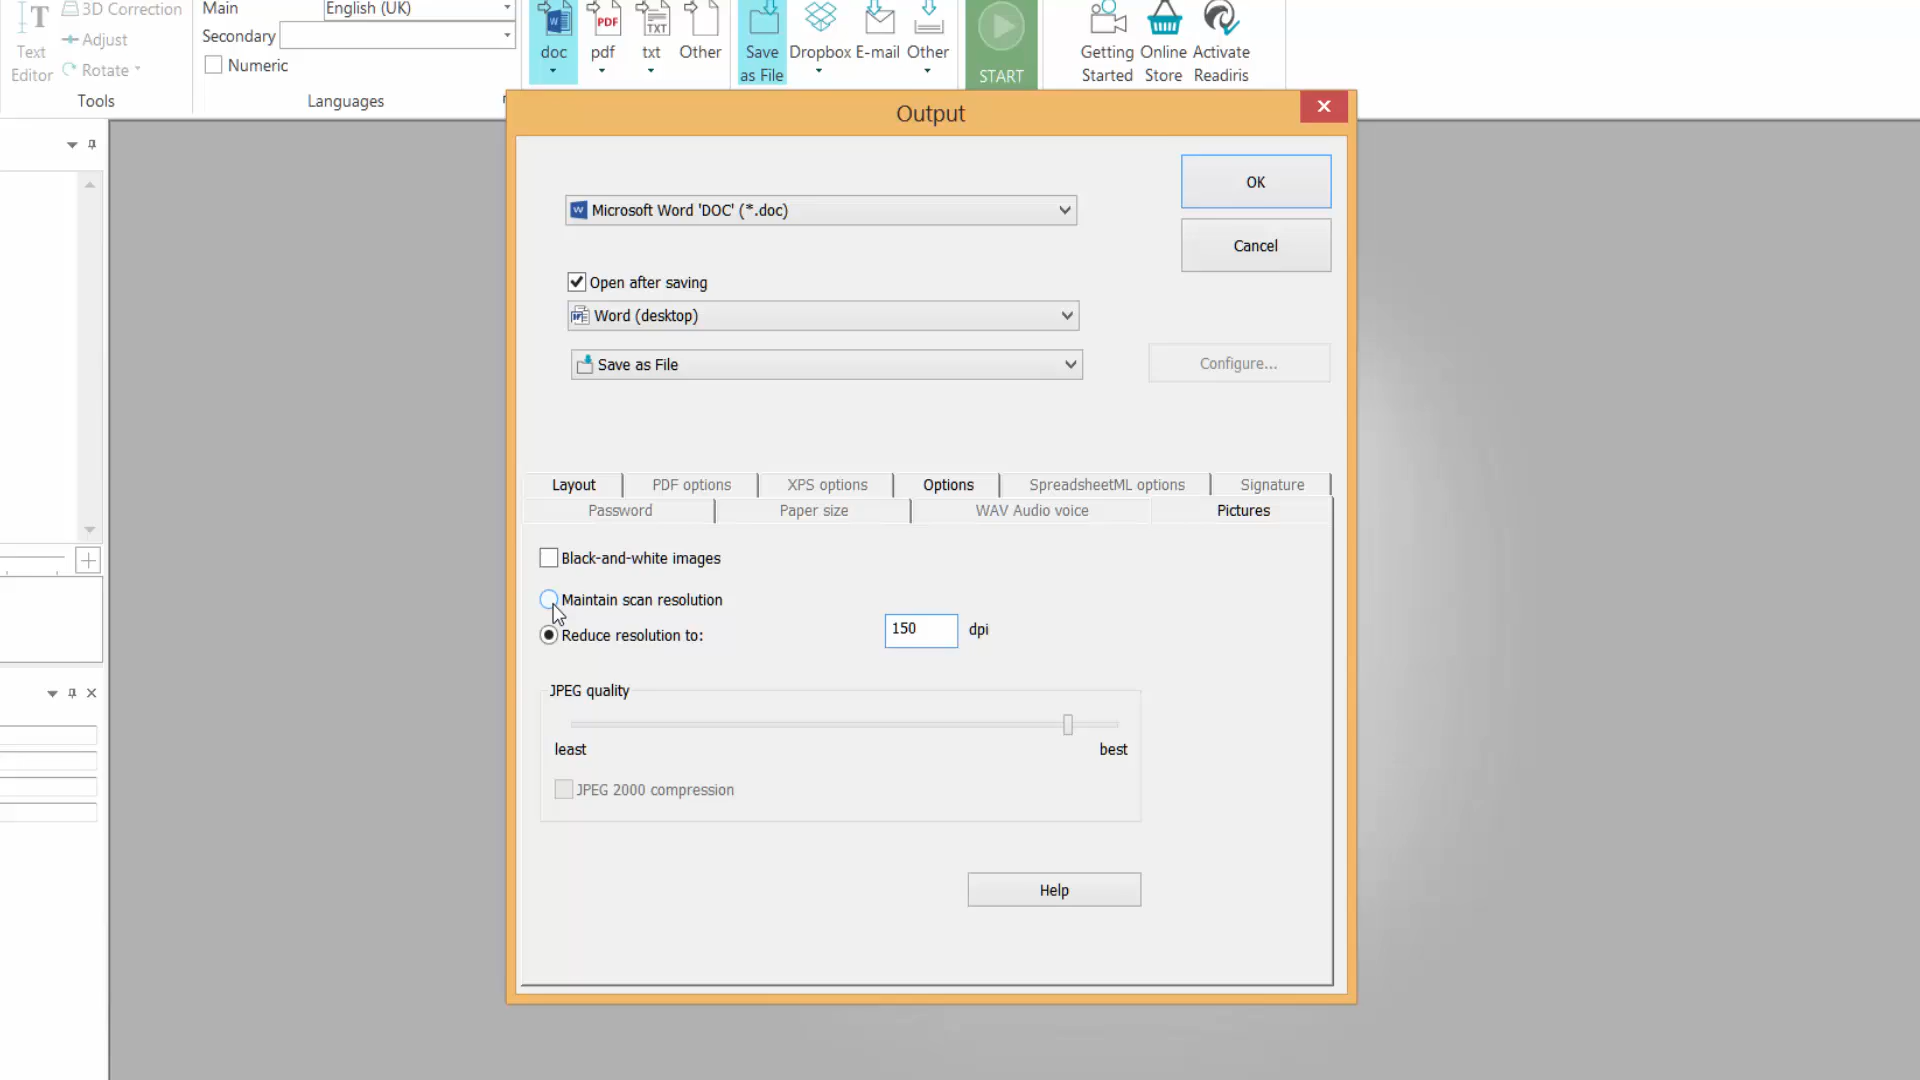 3D Correction
Main English (UK)
Secondary
Text
Editor
Adjust
Rotate
Numeric
Tools
Languages
doc
PDF
pdf
TXT
txt
Other
Save
as File
Dropbox
E-mail
Other
START
Getting
Started
Online
Store
Activate
Readiris
Output
Microsoft Word 'DOC' (*.doc)
OK
Cancel
Open after saving
Word (desktop)
Save as File
Configure...
Layout
PDF options
XPS options
Options
SpreadsheetML options
Signature
Password
Paper size
WAV Audio voice
Pictures
Black-and-white images
Maintain scan resolution
Reduce resolution to: 150 dpi
JPEG quality
least best
JPEG 2000 compression
Help